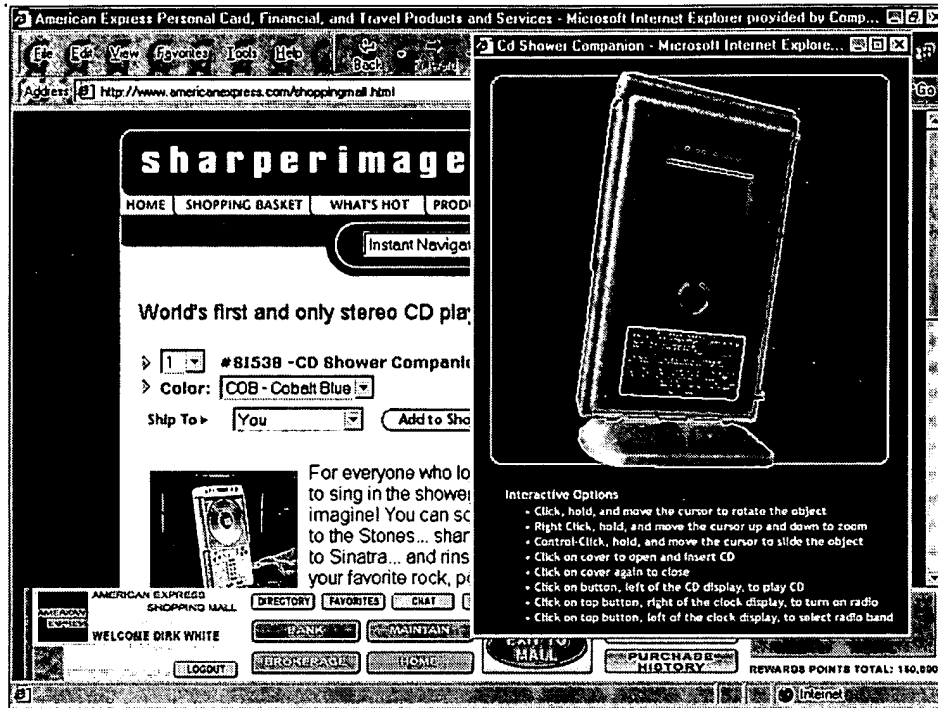 American Express Personal Card, Financial, and Travel Products and Services - Microsoft Internet Explorer provided by Comp...
File Edit View Favorites Tools Help
Back
Address http://www.americanexpress.com/shoppingmall.html
Go
sharperimage
HOME SHOPPING BASKET WHAT'S HOT PRODU
Instant Navigat
World's first and only stereo CD play
1 #81538 -CD Shower Companio
Color: COB - Cobalt Blue
Ship To You Add to Sho
For everyone who lo
to sing in the shower
imagine! You can sc
to the Stones... shar
to Sinatra... and rins
your favorite rock, po
Cd Shower Companion - Microsoft Internet Explore...
Interactive Options
• Click, hold, and move the cursor to rotate the object
• Right Click, hold, and move the cursor up and down to zoom
• Control-Click, hold, and move the cursor to slide the object
• Click on cover to open and insert CD
• Click on cover again to close
• Click on button, left of the CD display, to play CD
• Click on top button, right of the clock display, to turn on radio
• Click on top button, left of the clock display, to select radio band
AMERICAN EXPRESS
AMERICAN EXPRESS
SHOPPING MALL
DIRECTORY FAVORITES CHAT
WELCOME DIRK WHITE
BANK MAINTAIN
LOGOUT BROKERAGE HOME
EXIT TO
MALL
PURCHASE
HISTORY
REWARDS POINTS TOTAL: 150,000
Internet